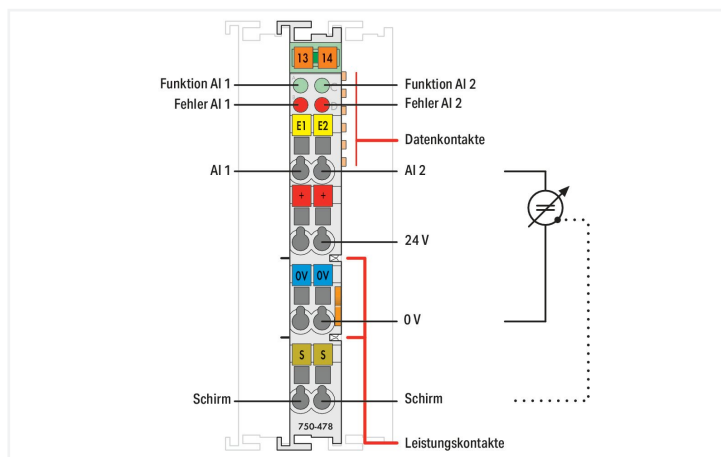 13 14
Funktion AI 1
Funktion AI 2
Fehler AI 1
Fehler AI 2
E1 E2
Datenkontakte
AI 1
AI 2
+ +
24 V
0V 0V
0 V
S S
Schirm
Schirm
750-478
Leistungskontakte